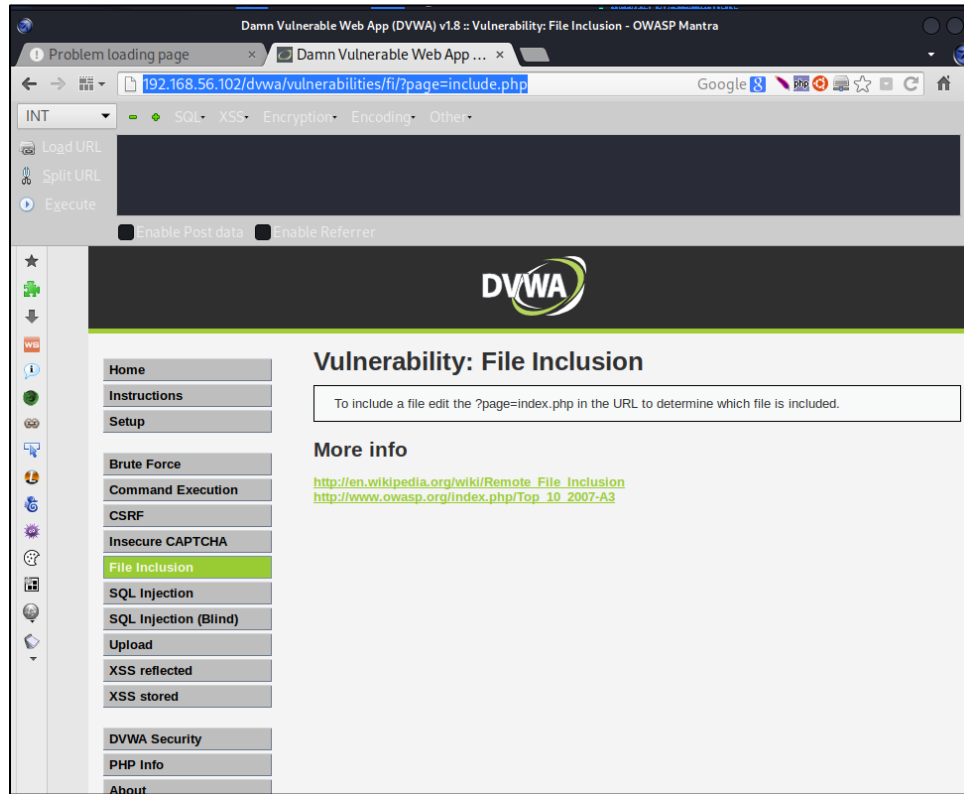 Damn Vulnerable Web App (DVWA) v1.8 :: Vulnerability: File Inclusion - OWASP Mantra
Problem loading page × Damn Vulnerable Web App ... ×
192.168.56.102/dvwa/vulnerabilities/fi/?page=include.php Google 8 php
INT SQL- XSS- Encryption- Encoding- Other-
Load URL
Split URL
Execute
Enable Post data Enable Referrer
DVWA
WS
Home
Instructions
Setup
Brute Force
Command Execution
CSRF
Insecure CAPTCHA
File Inclusion
SQL Injection
SQL Injection (Blind)
Upload
XSS reflected
XSS stored
DVWA Security
PHP Info
About
Vulnerability: File Inclusion
To include a file edit the ?page=index.php in the URL to determine which file is included.
More info
http://en.wikipedia.org/wiki/Remote_File_Inclusion
http://www.owasp.org/index.php/Top_10_2007-A3